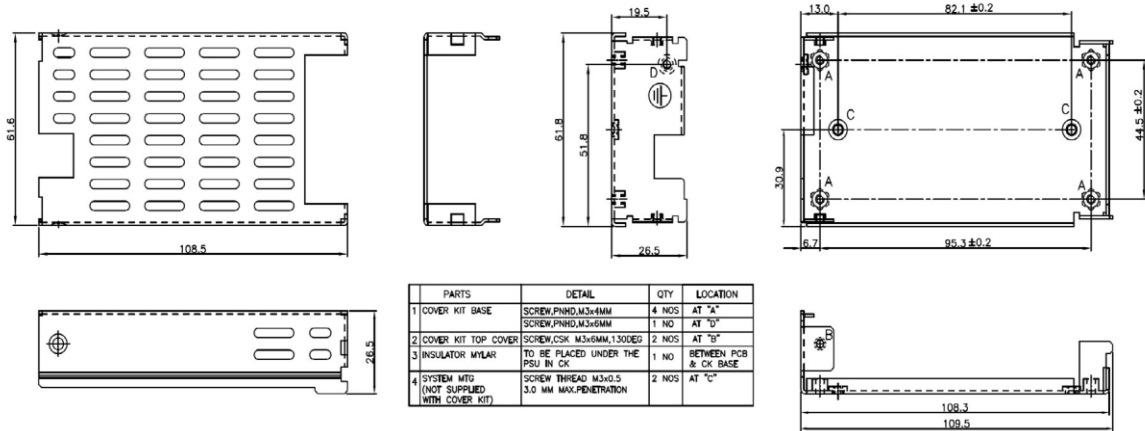 19.5
13.0
82.1 ±0.2
D
A
A
C
C
61.6
61.8
51.8
44.5 ±0.2
30.9
A
A
108.5
26.5
6.7
95.3 ±0.2
PARTS DETAIL QTY LOCATION
1 COVER KIT BASE SCREW,PNHD,M3x4MM 4 NOS AT "A"
SCREW,PNHD,M3x6MM 1 NO AT "D"
2 COVER KIT TOP COVER SCREW,CSK M3x6MM,130DEG 2 NOS AT "B"
3 INSULATOR MYLAR TO BE PLACED UNDER THE 1 NO BETWEEN PCB
PSU IN CK & CK BASE
4 SYSTEM MTG SCREW THREAD M3x0.5 2 NOS AT "C"
(NOT SUPPLIED 3.0 MM MAX.PENETRATION
WITH COVER KIT)
26.5
B
108.3
109.5